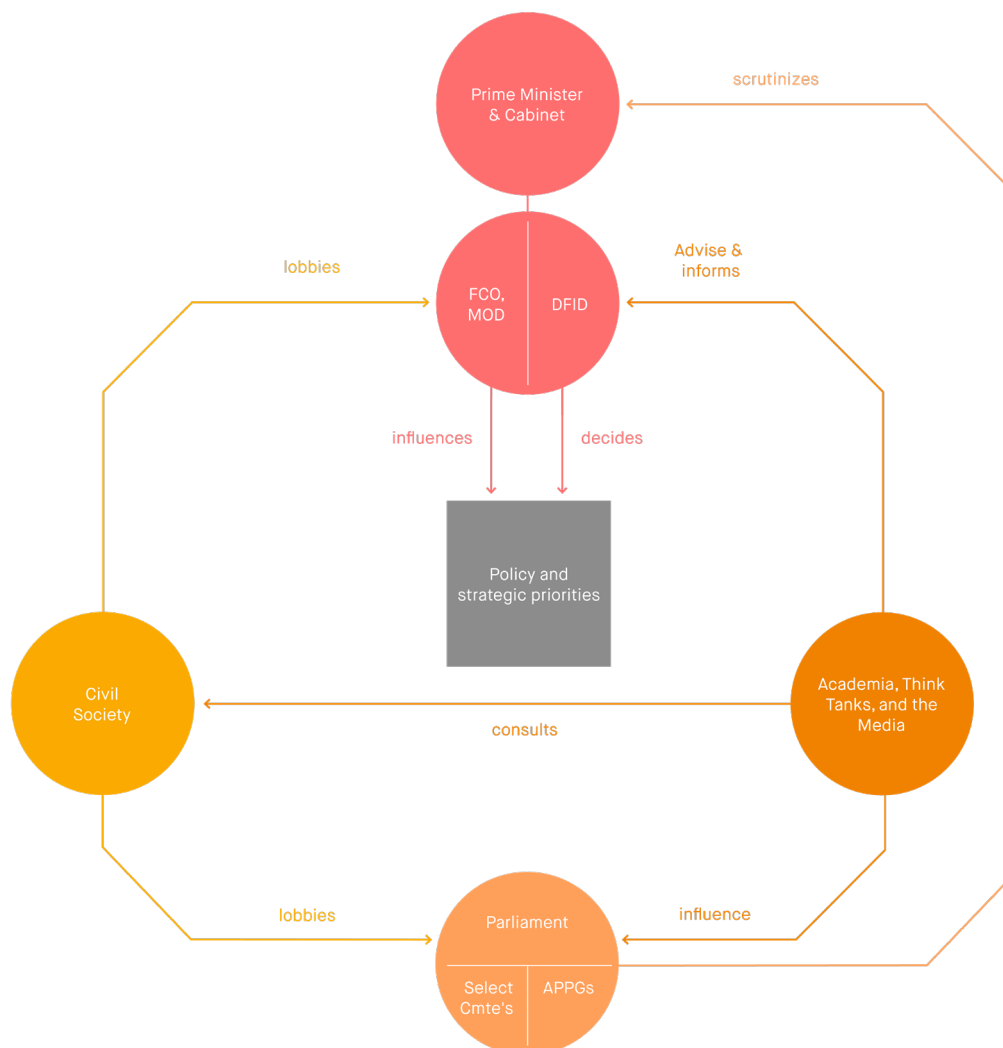 Prime Minister
& Cabinet
scrutinizes
lobbies
Advise &
informs
FCO,
MOD
DFID
influences
decides
Policy and
strategic priorities
Civil
Society
Academia, Think
Tanks, and the
Media
consults
lobbies
influence
Parliament
Select
Cmte's
APPGs